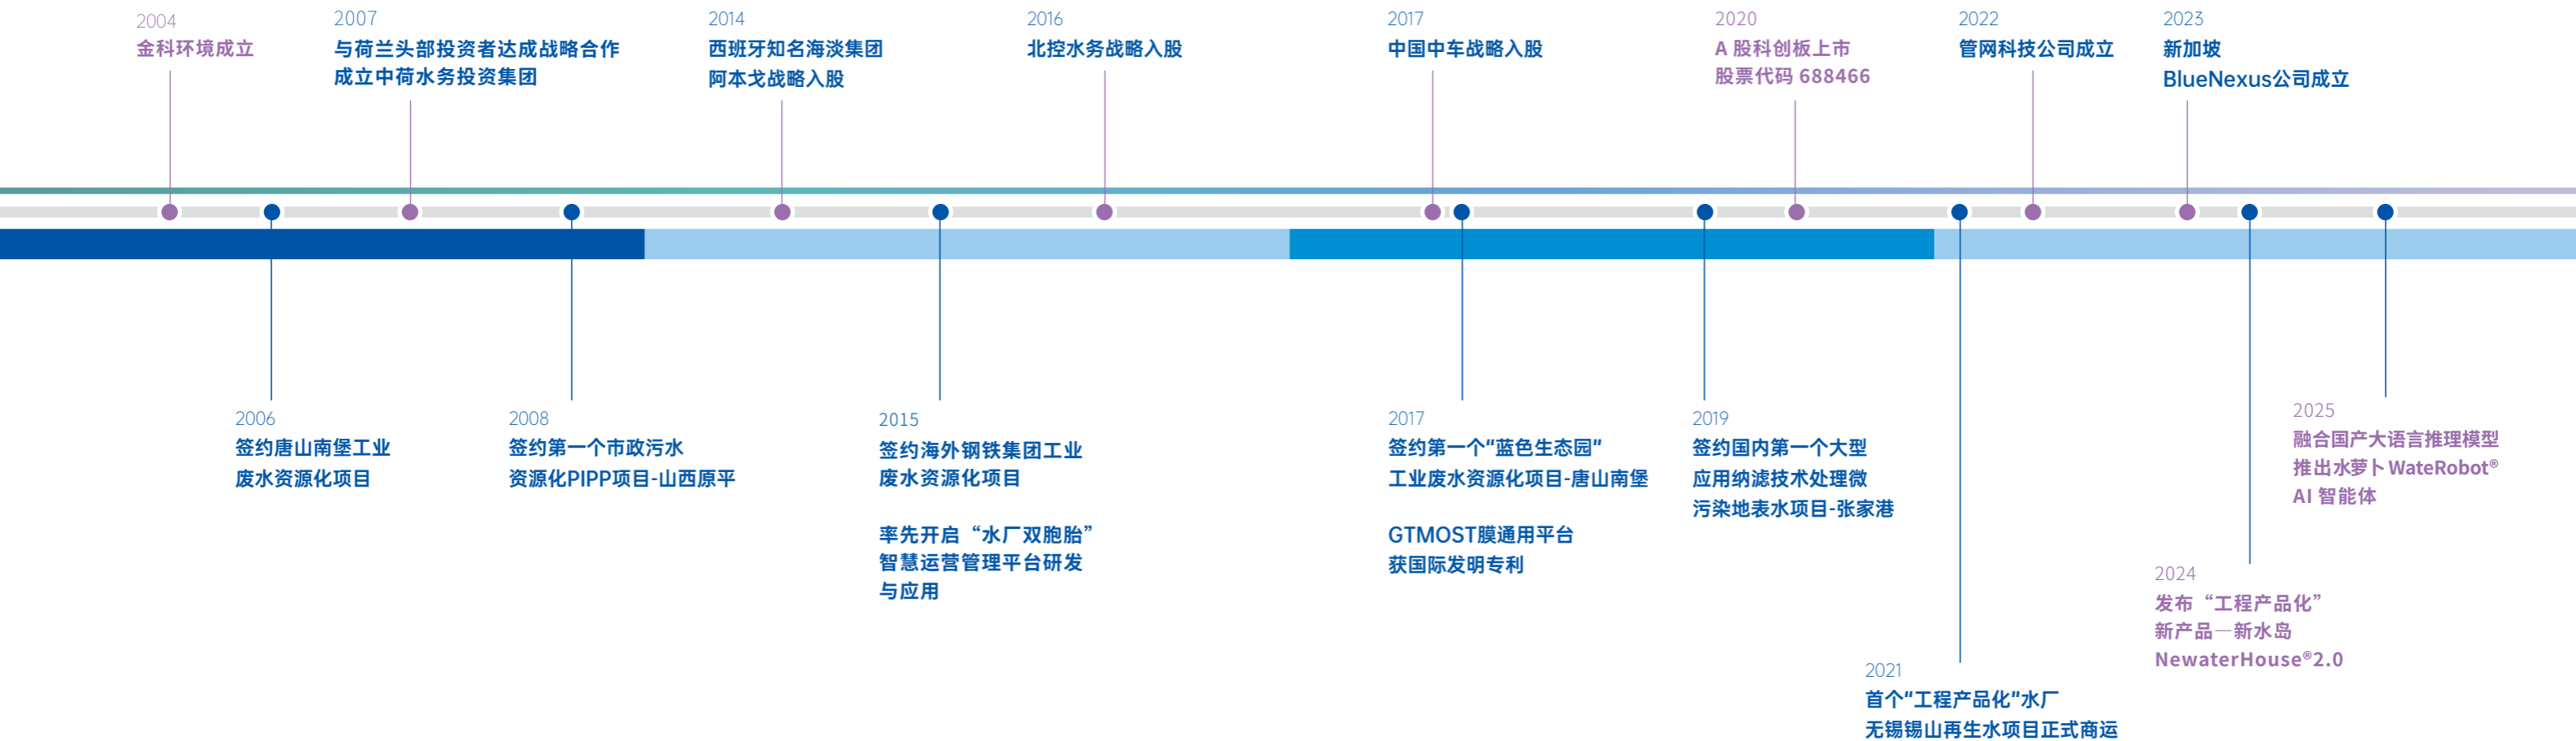 2004
金科环境成立
2007
与荷兰头部投资者达成战略合作
成立中荷水务投资集团
2014
西班牙知名海淡集团
阿本戈战略入股
2016
北控水务战略入股
2017
中国中车战略入股
2020
A 股科创板上市
股票代码 688466
2022
管网科技公司成立
2023
新加坡
BlueNexus公司成立
2006
签约唐山南堡工业
废水资源化项目
2008
签约第一个市政污水
资源化PIPP项目-山西原平
2015
签约海外钢铁集团工业
废水资源化项目
率先开启“水厂双胞胎”
智慧运营管理平台研发
与应用
2017
签约第一个“蓝色生态园”
工业废水资源化项目-唐山南堡
GTMOST膜通用平台
获国际发明专利
2019
签约国内第一个大型
应用纳滤技术处理微
污染地表水项目-张家港
2021
首个“工程产品化”水厂
无锡锡山再生水项目正式商运
2024
发布“工程产品化”
新产品—新水岛
NewaterHouse®2.0
2025
融合国产大语言推理模型
推出水萝卜WateRobot®
AI 智能体